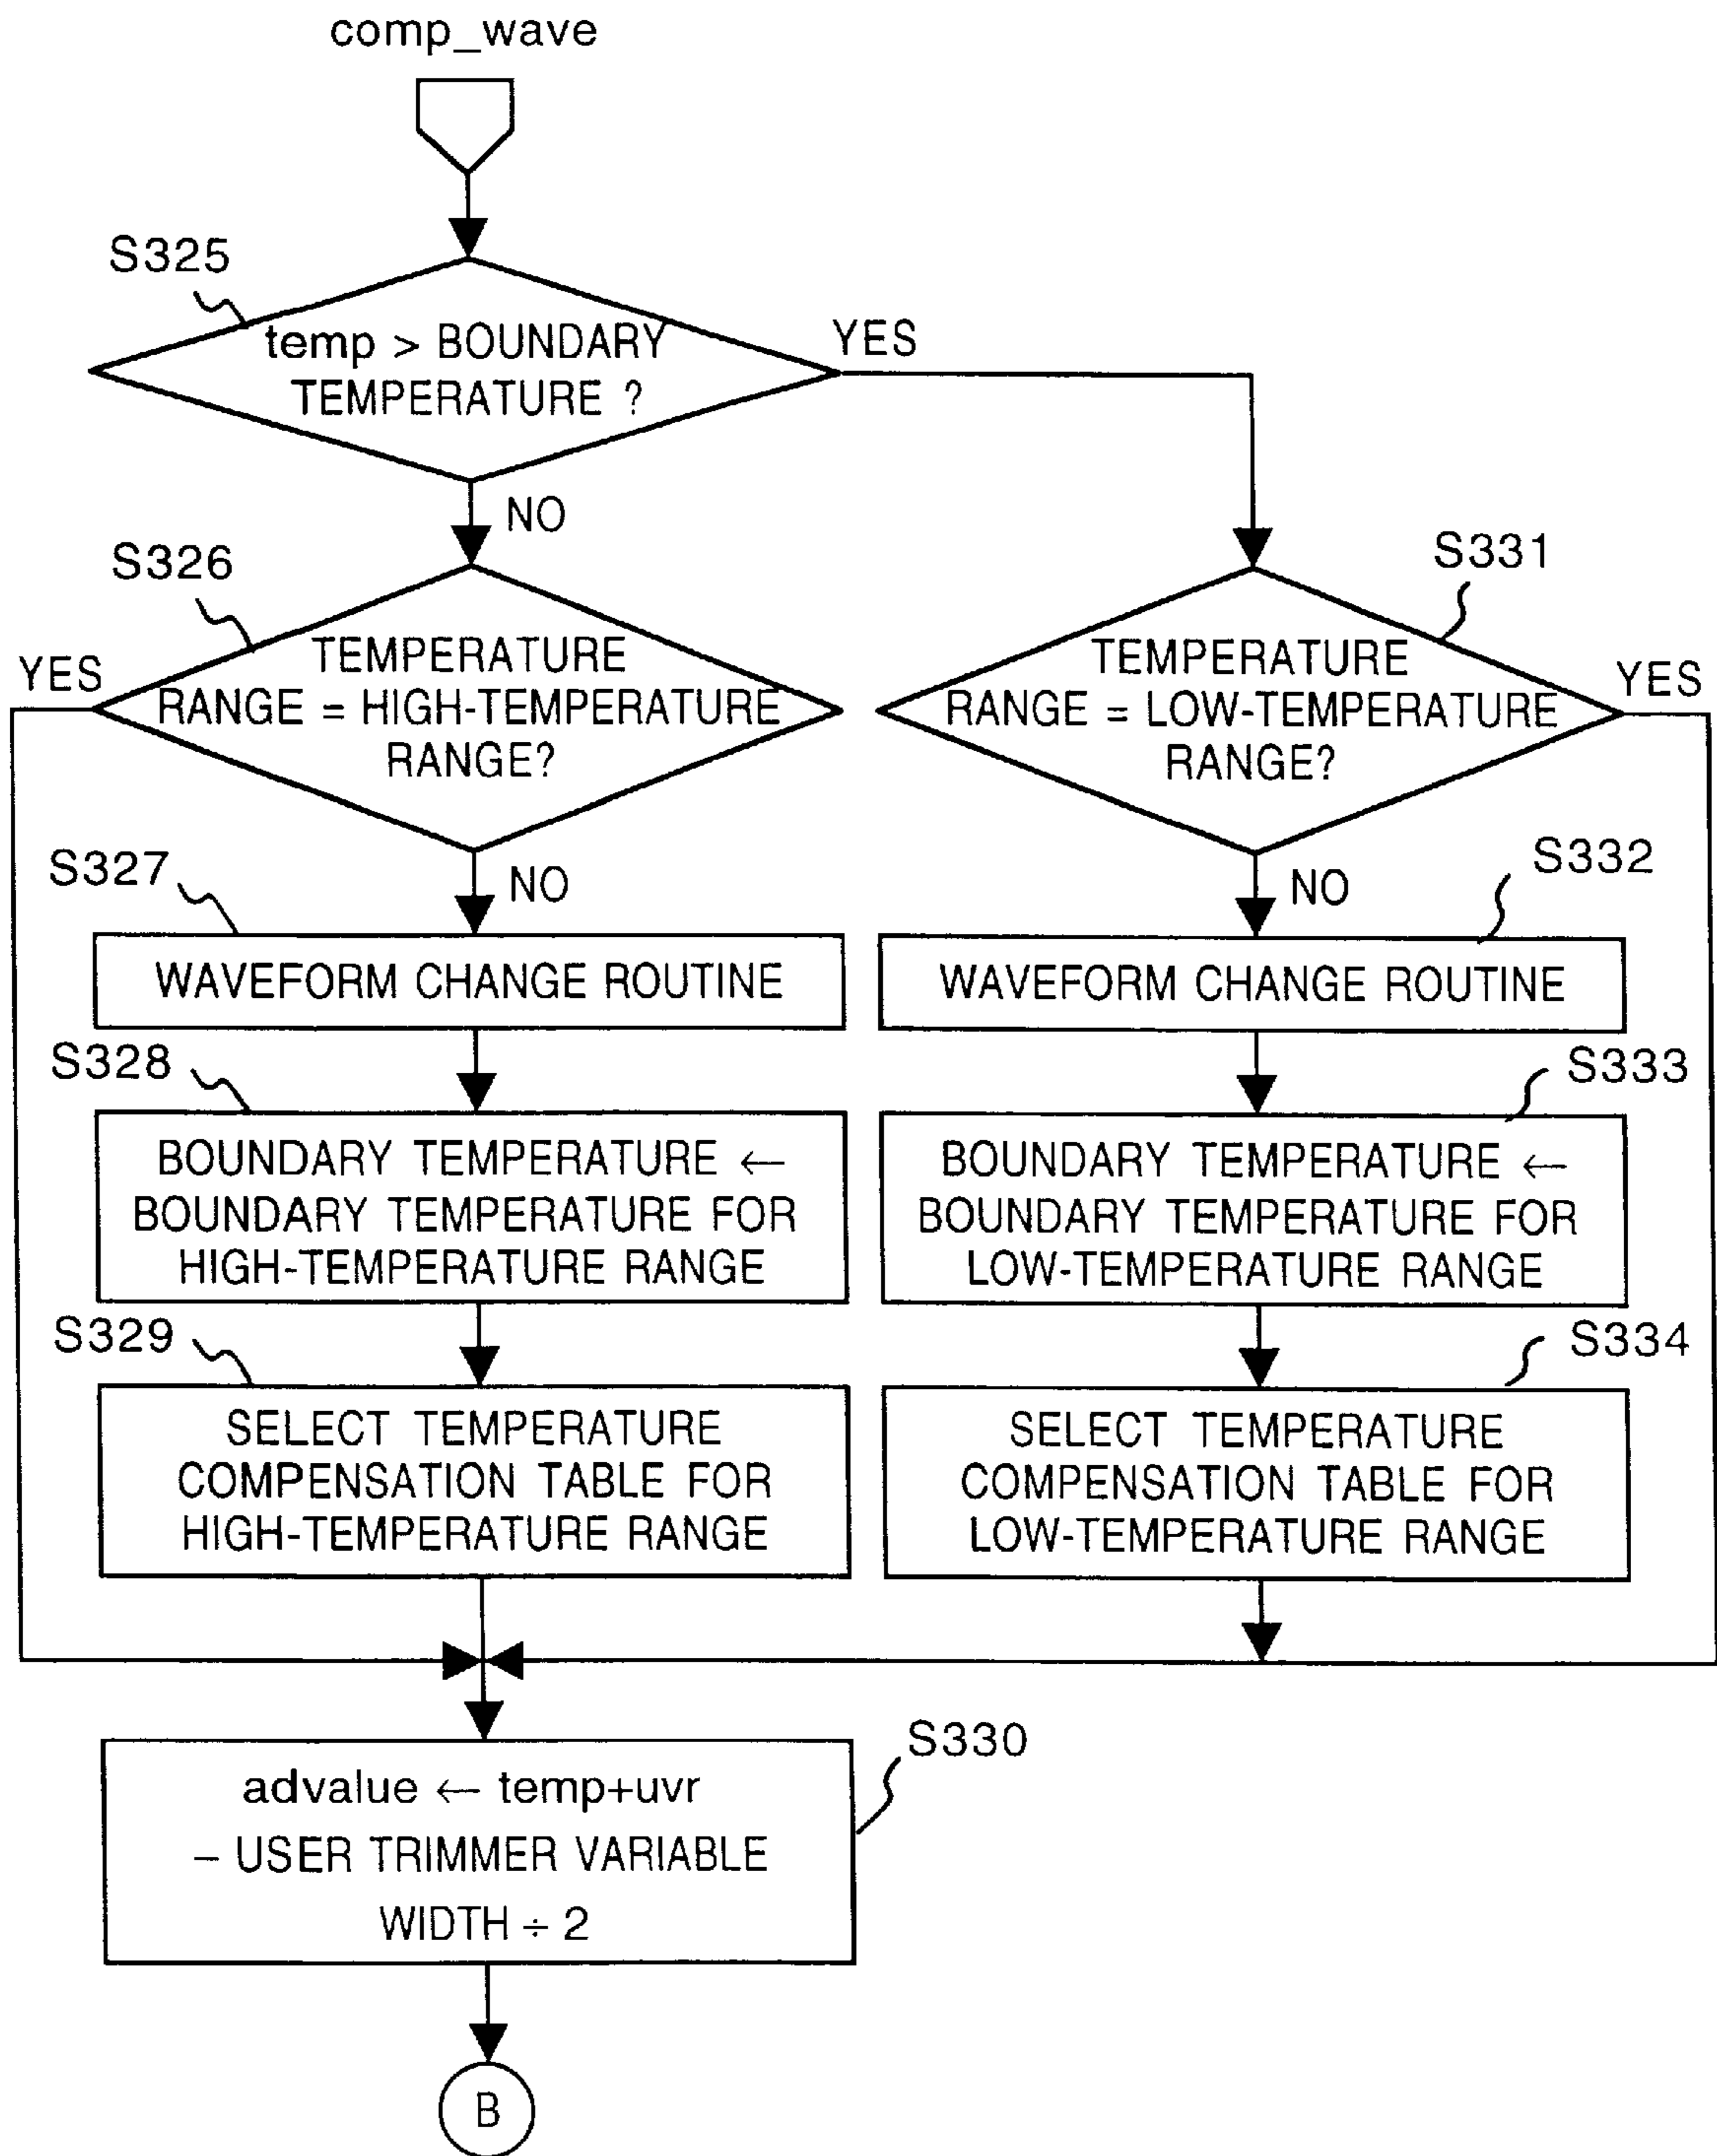 comp_wave
S325
temp > BOUNDARY
TEMPERATURE ?
YES
NO
S326
YES
TEMPERATURE
RANGE = HIGH-TEMPERATURE
RANGE?
NO
S331
TEMPERATURE
RANGE = LOW-TEMPERATURE
RANGE?
YES
NO
S327
WAVEFORM CHANGE ROUTINE
S332
WAVEFORM CHANGE ROUTINE
S328
BOUNDARY TEMPERATURE ←
BOUNDARY TEMPERATURE FOR
HIGH-TEMPERATURE RANGE
S333
BOUNDARY TEMPERATURE ←
BOUNDARY TEMPERATURE FOR
LOW-TEMPERATURE RANGE
S329
SELECT TEMPERATURE
COMPENSATION TABLE FOR
HIGH-TEMPERATURE RANGE
S334
SELECT TEMPERATURE
COMPENSATION TABLE FOR
LOW-TEMPERATURE RANGE
S330
advalue ← temp+uvr
– USER TRIMMER VARIABLE
WIDTH ÷ 2
B